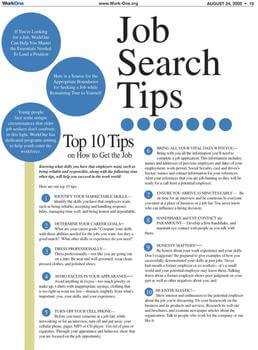 WorkOne
www.Work-One.org
AUGUST 24, 2008 • 19
If You're Looking
for a Job, WorkOne
Can Help You Master
the Essentials Needed
To Land a Position
Here is a Source for the
Appropriate Boundaries
for Seeking a Job while
Remaining True to Yourself
Young people
face some unique
circumstances that older
job seekers don't confront,
in this light, WorkOne has
dedicated programs aiming
to help youth enter the
workforce.
Job
Search
Tips
Top 10 Tips
on How to Get the Job
Knowing what skills you have that employers want, such as
being reliable and responsible, along with the following nine
other tips, will help you succeed in the work world!
Here are our top 10 tips:
1 IDENTIFY YOUR MARKETABLE SKILLS—
Identify the skills you have that employers want,
such as being reliable, accepting and handling responsi-
bility, managing time well, and being honest and dependable.
2 DETERMINE YOUR CAREER GOALS—
What are your career goals? Compare your skills
with those abilities needed for the jobs you want. Are they a
good match? What other skills or experience do you need?
3 DRESS PROFESSIONALLY—
Dress professionally – not like you are going out
on a date. Be neat and well groomed, wear clean
pressed clothes, and polished shoes.
4 AVOID EXCESS IN YOUR APPEARANCE—
Avoid anything in excess – too much jewelry or
make up, t-shirts with inappropriate sayings, clothing that
is too tight or worn too low – distracts employers from what's
important: you, your skills, and your experience.
5 TURN OFF YOUR CELL PHONE—
Before you meet someone at a job fair while
networking or for an interview, turn off and put away your
cellular phone, pager, MP3 or CD player. Get rid of gum or
cigarettes. Through your appearance and behavior, show that
you are focused on the job opportunity.
6 BRING ALL YOUR VITAL DATA WITH YOU—
Bring with you all the information you'll need to
complete a job application. This information includes
names and addresses of previous employers and dates of your
employment; work permit, Social Security card and driver's
license; names and contact information for your references.
Alert your references that you are job-hunting so they will be
ready for a call from a potential employer.
7 ENSURE YOU ARRIVE 15 MINUTES EARLY— Be
on time for an interview and be courteous to everyone
you meet at a place of business or a job fair. You never know
who can influence a hiring decision.
8 HANDSHAKE and EYE CONTACT are
PARAMOUNT— Develop a firm handshake, and
maintain eye contact with people as you talk with
them.
9 HONESTY MATTERS—
Be honest about your work experience and your skills.
Don't exaggerate! Be prepared to give examples of how you
successfully demonstrated your skills at past jobs. Never
bad-mouth a former employer or co-workers—it's a small
world and your potential employer may know them. Talking
down about a former employer shows poor judgment on your
part as well as other negatives about you and
10 BE ENTHUSIASTIC—
Show interest and enthusiasm to the potential employer
about the job you're discussing. Do your homework on the
business and its products and services. Research its web site
and brochures, and examine newspaper articles about the
organization. Talk to people who work for the company or use
like it.